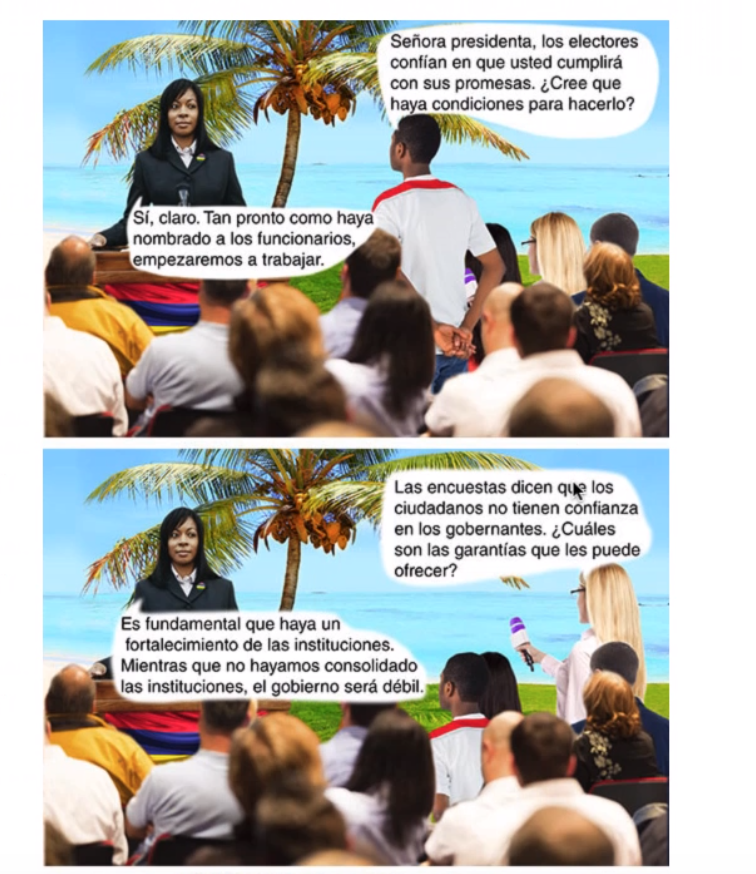 Señora presidenta, los electores
confían en que usted cumplirá
con sus promesas. ¿Cree que
haya condiciones para hacerlo?
Sí, claro. Tan pronto como haya
nombrado a los funcionarios,
empezaremos a trabajar.
Las encuestas dicen que los
ciudadanos no tienen confianza
en los gobernantes. ¿Cuáles
son las garantías que les puede
ofrecer?
Es fundamental que haya un
fortalecimiento de las instituciones.
Mientras que no hayamos consolidado
las instituciones, el gobierno será débil.